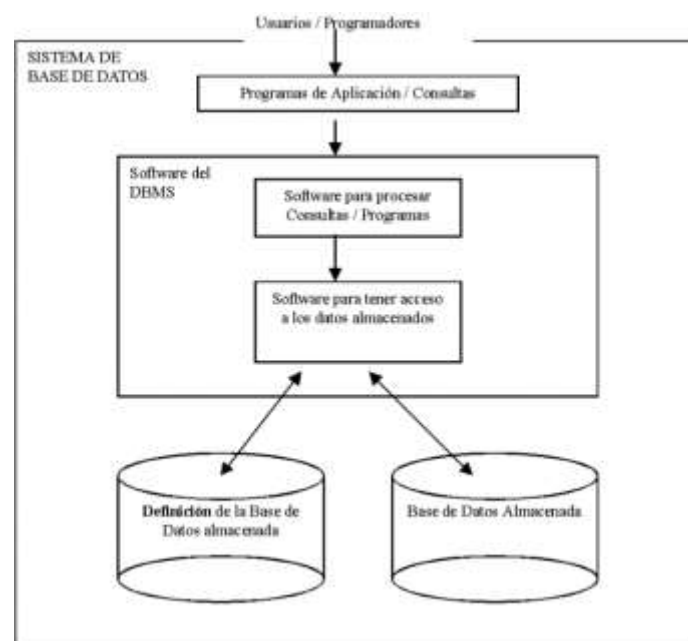 Usuarios / Programadores
SISTEMA DE
BASE DE DATOS
Programas de Aplicación / Consultas
Software del
DBMS
Software para procesar
Consultas / Programas
Software para tener acceso
a los datos almacenados
Definición de la Base de
Datos almacenada
Base de Datos Almacenada